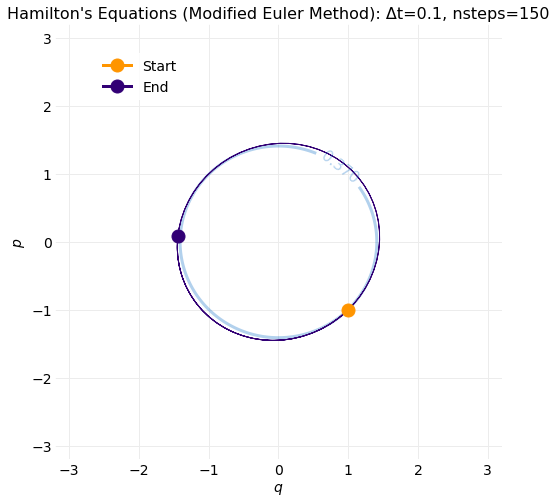 Hamilton's Equations (Modified Euler Method): Δt=0.1, nsteps=150
3
2
1
0
−1
−2
−3
p
Start
End
−3
−2
−1
0
1
2
3
q